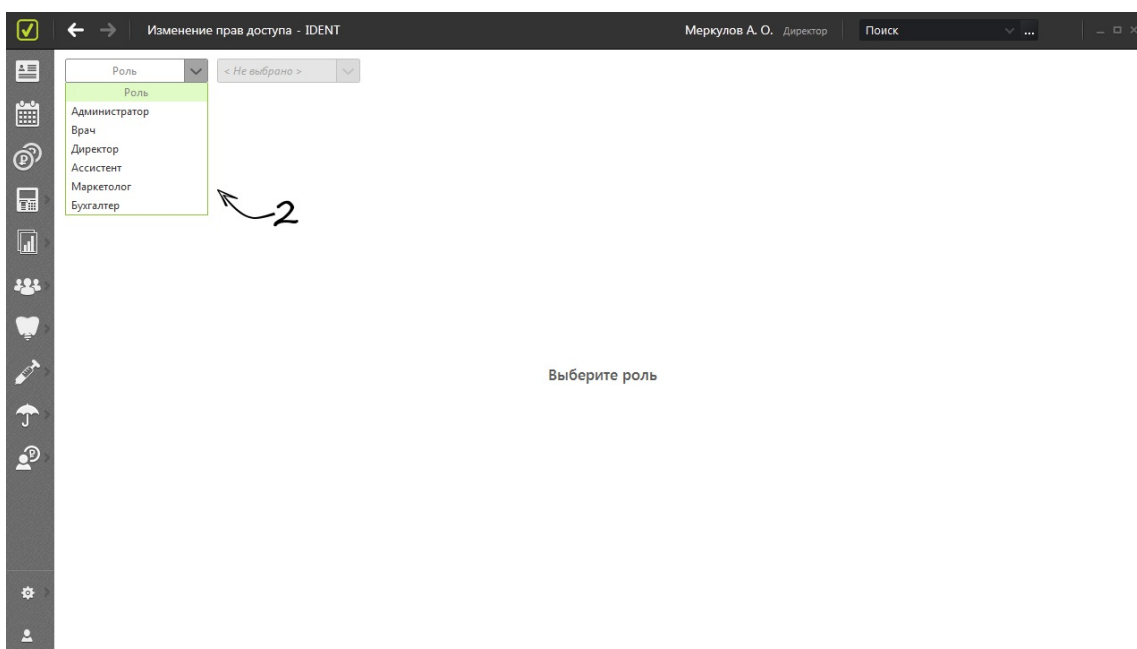 Изменение прав доступа - IDENT
Меркулов А. О. Директор
Поиск
...
Роль
< Не выбрано >
Роль
Администратор
Врач
Директор
Ассистент
Маркетолог
Бухгалтер
2
Выберите роль